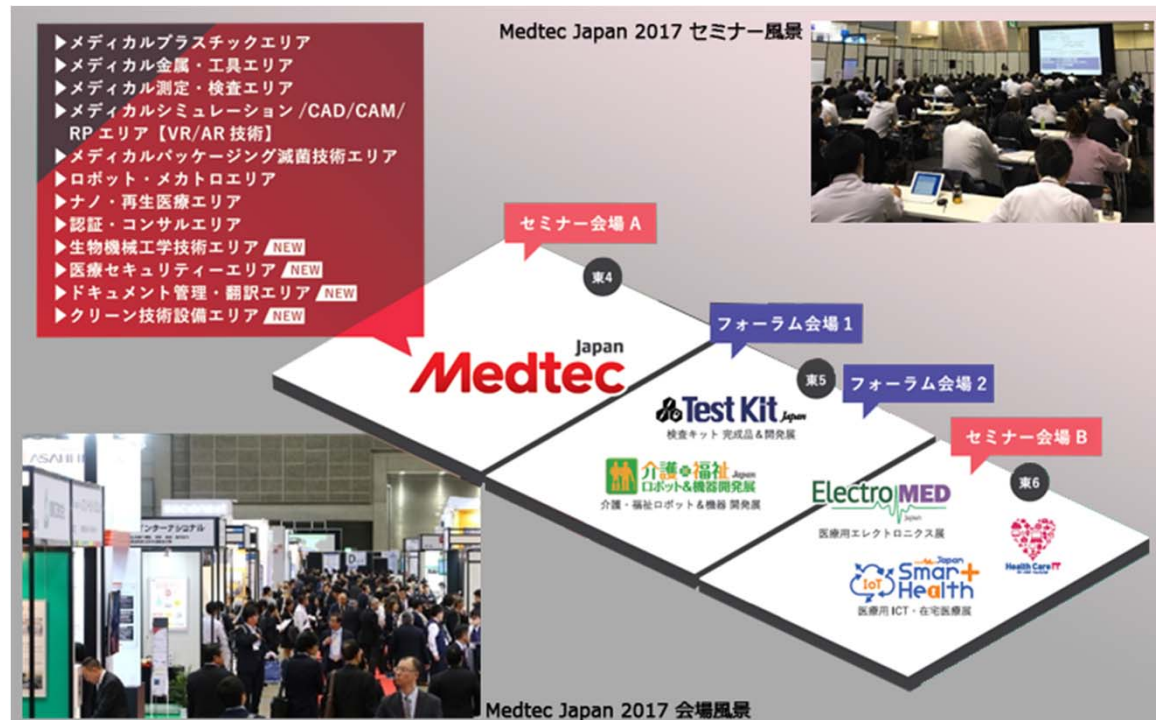 ▶メディカルプラスチックエリア
▶メディカル金属・工具エリア
▶メディカル測定・検査エリア
▶メディカルシミュレーション/CAD/CAM/
RPエリア【VR/AR 技術】
▶メディカルパッケージング滅菌技術エリア
▶ロボット・メカトロエリア
▶ナノ・再生医療エリア
▶認証・コンサルエリア
▶生物機械工学技術エリア NEW
▶医療セキュリティーエリア NEW
▶ドキュメント管理・翻訳エリア NEW
▶クリーン技術設備エリア NEW
Medtec Japan 2017 セミナー風景
セミナー会場 A
東4
Japan
Medtec
フォーラム会場 1
東5
Test Kit Japan
検査キット 完成品&開発展
介護 福祉 Japan
ロボット&機器開発展
介護・福祉ロボット&機器 開発展
フォーラム会場 2
セミナー会場 B
東6
ElectroMED
Japan
医療用エレクトロニクス展
Health Care IT
IoT
Japan
Smart
Health
医療用 ICT・在宅医療展
インターナショナル
D
Medtec Japan 2017 会場風景